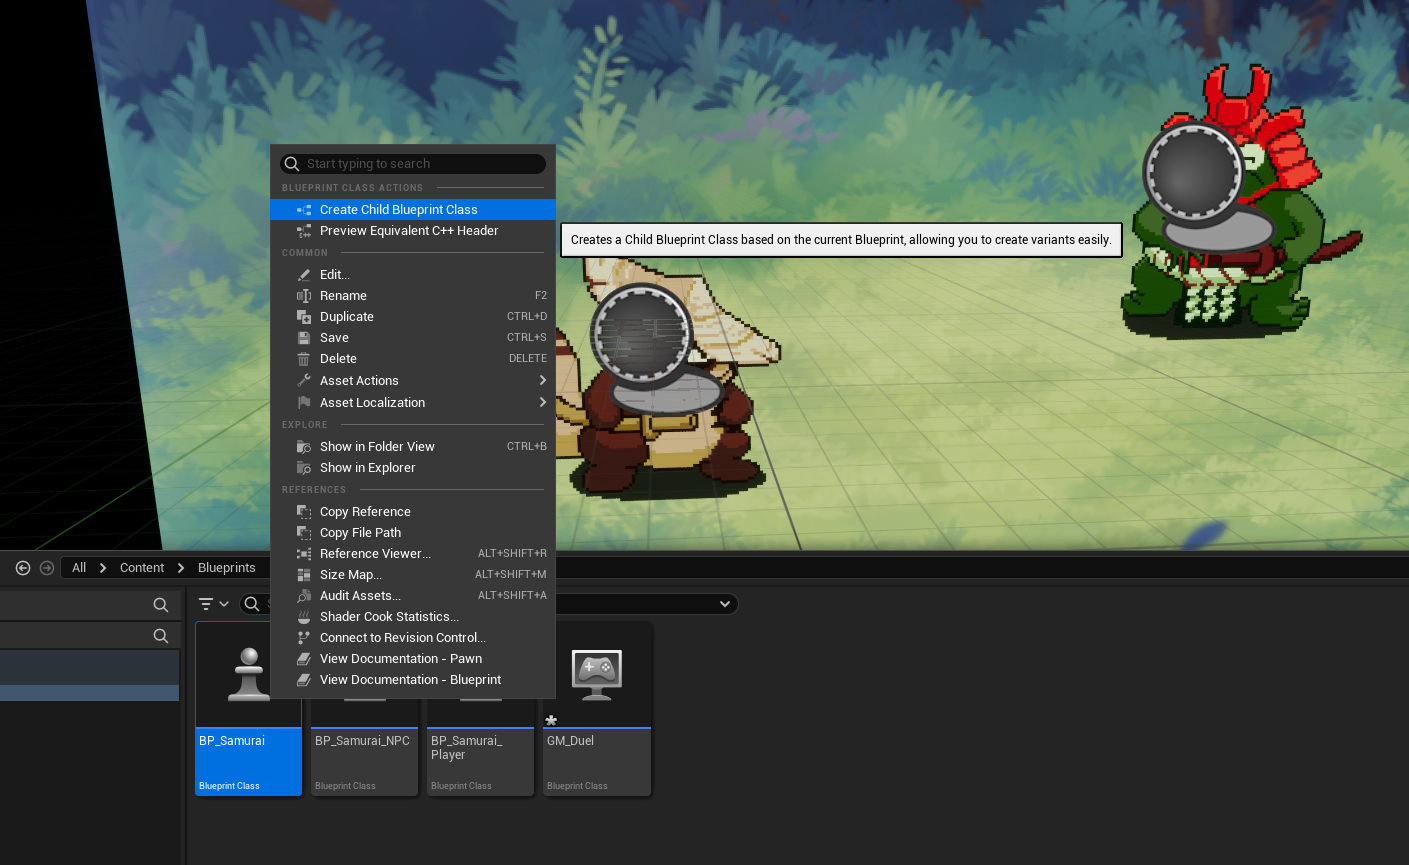 Start typing to search
BLUEPRINT CLASS ACTIONS
Create Child Blueprint Class
Preview Equivalent C++ Header
Creates a Child Blueprint Class based on the current Blueprint, allowing you to create variants easily.
COMMON
Edit...
Rename F2
Duplicate CTRL+D
Save CTRL+S
Delete DELETE
Asset Actions
Asset Localization
EXPLORE
Show in Folder View CTRL+B
Show in Explorer
REFERENCES
Copy Reference
Copy File Path
Reference Viewer... ALT+SHIFT+R
Size Map... ALT+SHIFT+M
Audit Assets... ALT+SHIFT+A
Shader Cook Statistics...
Connect to Revision Control...
View Documentation - Pawn
View Documentation - Blueprint
All Content Blueprints
BP_Samurai
Blueprint Class
BP_Samurai_NPC
Blueprint Class
BP_Samurai_
Player
Blueprint Class
GM_Duel
Blueprint Class